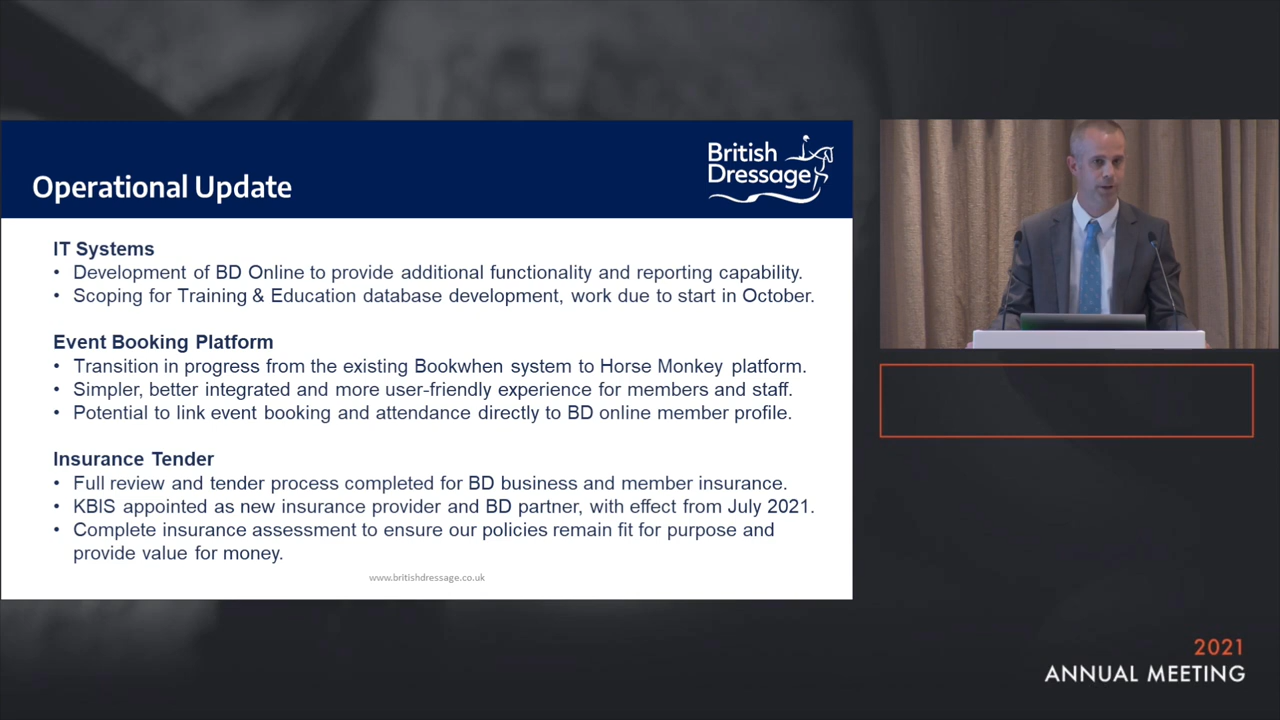 Operational Update
British
Dressage
IT Systems
• Development of BD Online to provide additional functionality and reporting capability.
• Scoping for Training & Education database development, work due to start in October.
Event Booking Platform
• Transition in progress from the existing Bookwhen system to Horse Monkey platform.
• Simpler, better integrated and more user-friendly experience for members and staff.
• Potential to link event booking and attendance directly to BD online member profile.
Insurance Tender
• Full review and tender process completed for BD business and member insurance.
• KBIS appointed as new insurance provider and BD partner, with effect from July 2021.
• Complete insurance assessment to ensure our policies remain fit for purpose and
provide value for money.
www.britishdressage.co.uk
2021
ANNUAL MEETING